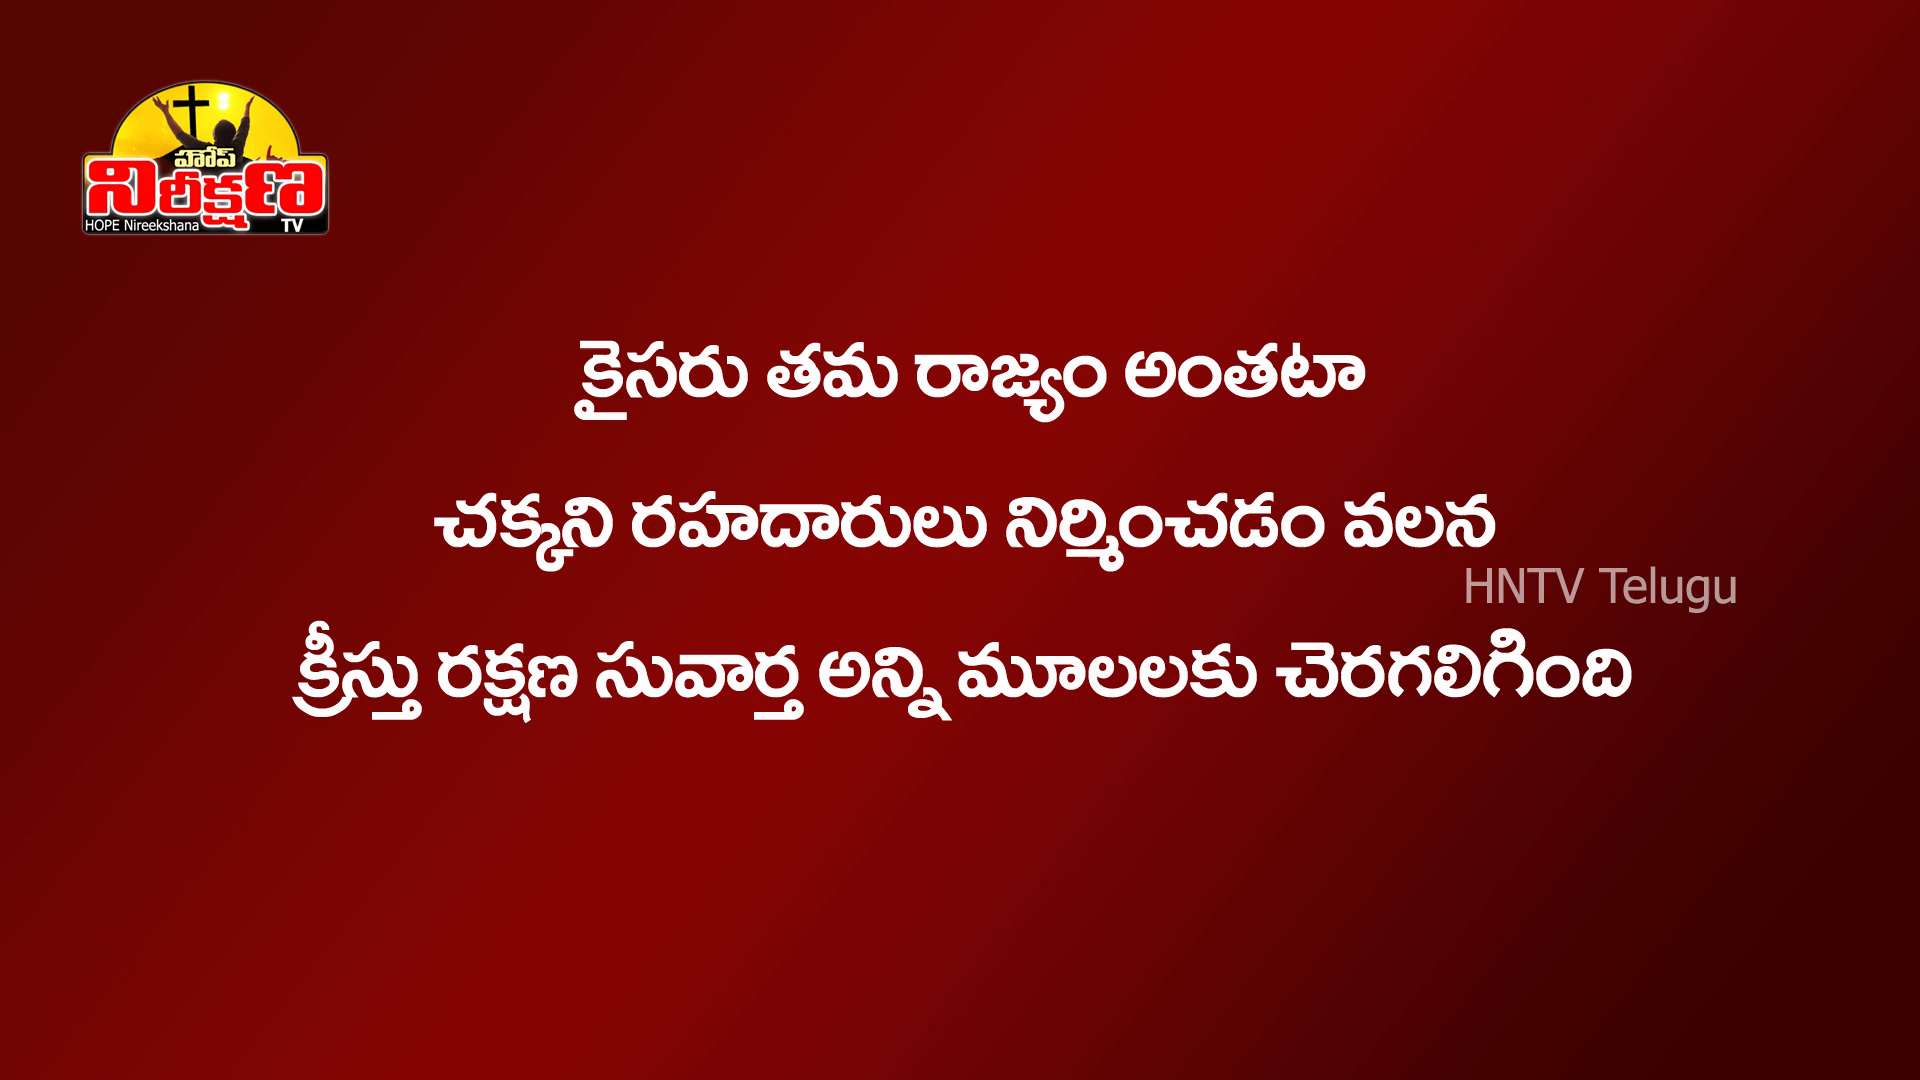 హోప్
నిరీక్షణ
HOPE Nireekshana TV
కైసరు తమ రాజ్యం అంతటా
చక్కని రహదారులు నిర్మించడం వలన
HNTV Telugu
క్రీస్తు రక్షణ సువార్త అన్ని మూలలకు చెరగలిగింది